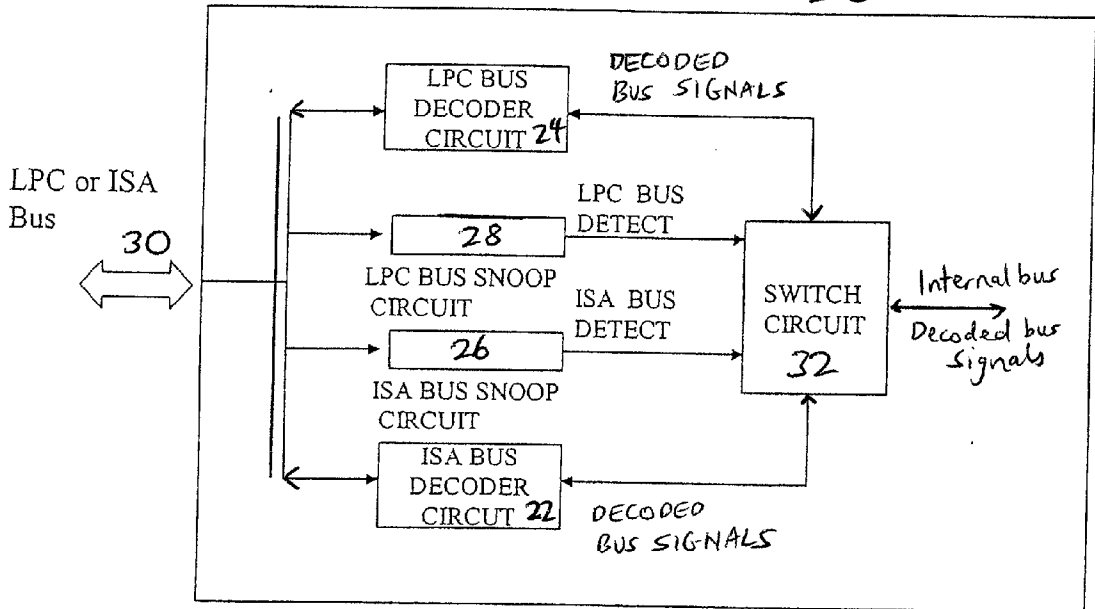 LPC or ISA
Bus
30
LPC BUS
DECODER
CIRCUIT 24
DECODED
BUS SIGNALS
28
LPC BUS
DETECT
LPC BUS SNOOP
CIRCUIT
26
ISA BUS
DETECT
ISA BUS SNOOP
CIRCUIT
ISA BUS
DECODER
CIRCUT 22
DECODED
BUS SIGNALS
SWITCH
CIRCUIT
32
Internal bus
Decoded bus
Signals